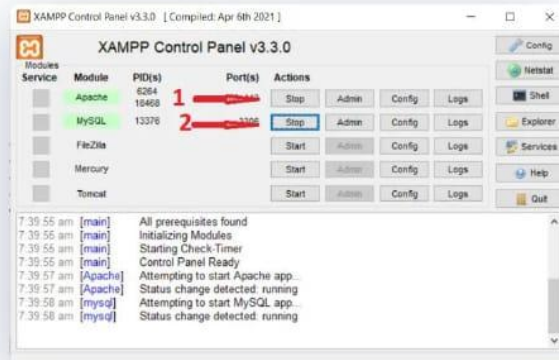 XAMPP Control Panel v3.3.0 [ Compiled: Apr 6th 2021 ]
XAMPP Control Panel v3.3.0
Config
Modules
Service Module PID(s) Port(s) Actions
Netstat
Apache 6264 18468 1 Stop Admin Config Logs
Shell
MySQL 13376 2 3306 Stop Admin Config Logs
Explorer
FileZilla Start Admin Config Logs
Services
Mercury Start Admin Config Logs
Help
Tomcat Start Admin Config Logs
Quit
7:39:55 am [main] All prerequisites found
7:39:55 am [main] Initializing Modules
7:39:55 am [main] Starting Check-Timer
7:39:55 am [main] Control Panel Ready
7:39:57 am [Apache] Attempting to start Apache app...
7:39:57 am [Apache] Status change detected: running
7:39:58 am [mysql] Attempting to start MySQL app...
7:39:58 am [mysql] Status change detected: running